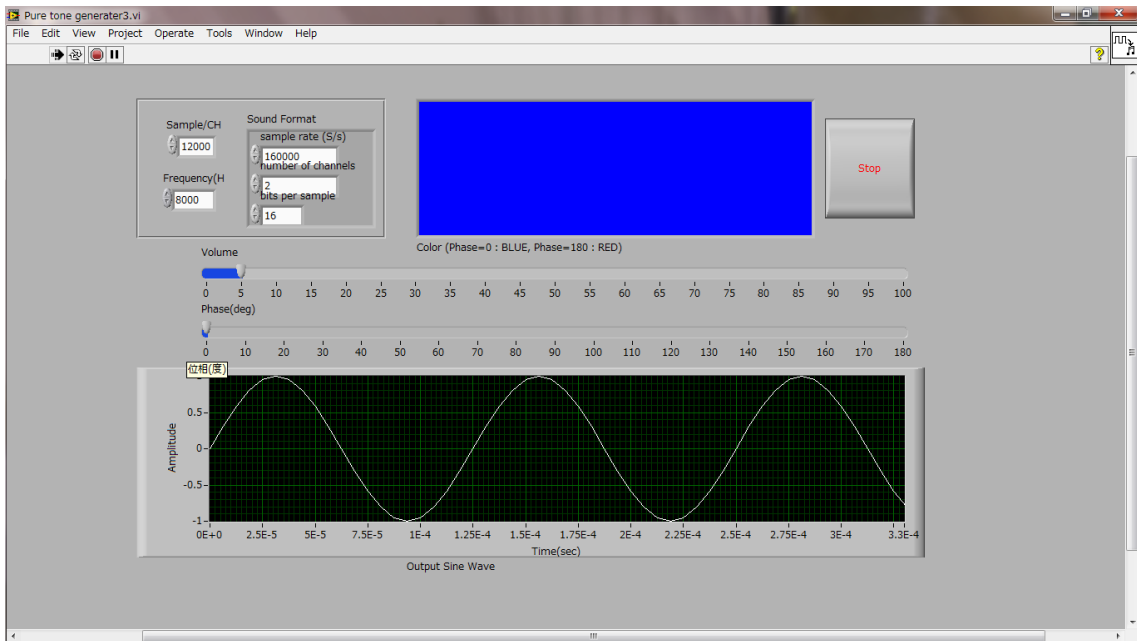 Pure tone generater3.vi
File Edit View Project Operate Tools Window Help
Sample/CH
12000
Frequency(H
8000
Sound Format
sample rate (S/s)
160000
number of channels
2
bits per sample
16
Stop
Color (Phase=0 : BLUE, Phase=180 : RED)
Volume
0 5 10 15 20 25 30 35 40 45 50 55 60 65 70 75 80 85 90 95 100
Phase(deg)
0 10 20 30 40 50 60 70 80 90 100 110 120 130 140 150 160 170 180
位相(度)
Amplitude
0.5
0
-0.5
-1
0E+0 2.5E-5 5E-5 7.5E-5 1E-4 1.25E-4 1.5E-4 1.75E-4 2E-4 2.25E-4 2.5E-4 2.75E-4 3E-4 3.3E-4
Time(sec)
Output Sine Wave